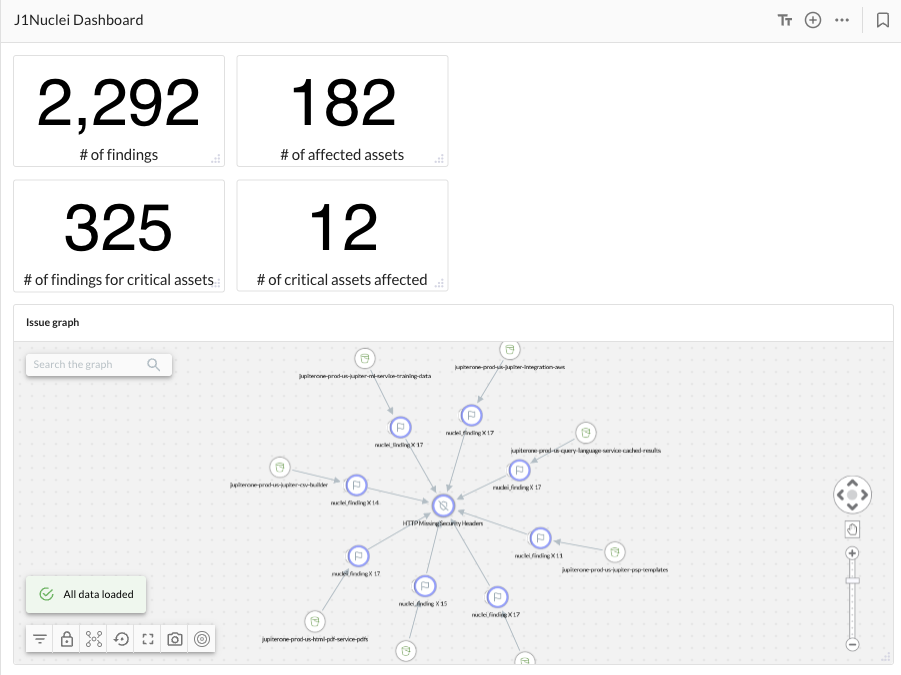 J1Nuclei Dashboard
2,292
# of findings
182
# of affected assets
325
# of findings for critical assets
12
# of critical assets affected
Issue graph
Search the graph
jupiterone-prod-us-jupiter-ml-service-training-data
jupiterone-prod-us-jupiter-integration-aws
nuclei_finding X 17
nuclei_finding X 17
jupiterone-prod-us-query-language-service-cached-results
jupiterone-prod-us-jupiter-csv-builder
nuclei_finding X 17
nuclei_finding X 14
HTTP Missing Security Headers
nuclei_finding X 11
jupiterone-prod-us-jupiter-psp-templates
nuclei_finding X 17
nuclei_finding X 15
nuclei_finding X 17
All data loaded
jupiterone-prod-us-html-pdf-service-pdfs